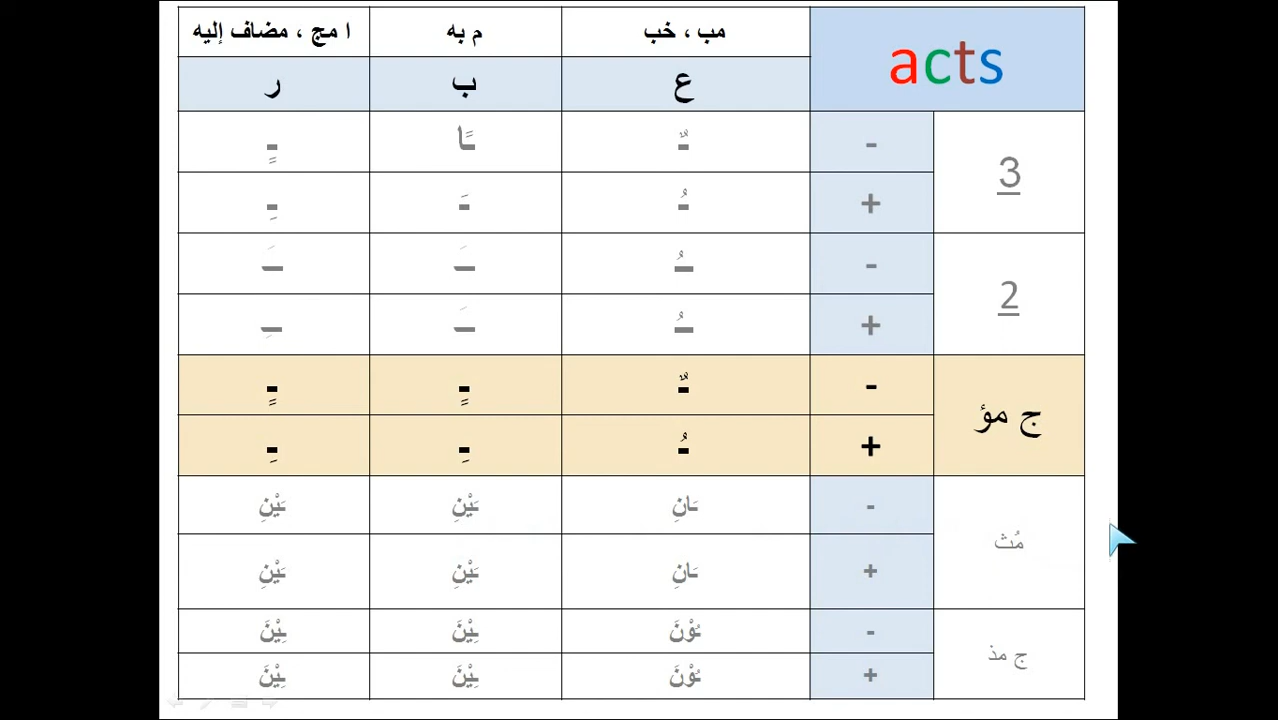 acts مب ، خب م به ا مج ، مضاف إليه
ع ب ر
3 - ـٌ ـًا ـٍ
+ ـُ ـَ ـِ
2 - ـُ ـَ ـَ
+ ـُ ـَ ـِ
ج مؤ - ـٌ ـٍ ـٍ
+ ـُ ـِ ـِ
مُث - ـَانِ ـَيْنِ ـَيْنِ
+ ـَانِ ـَيْنِ ـَيْنِ
ج مذ - ـُوْنَ ـِيْنَ ـِيْنَ
+ ـُوْنَ ـِيْنَ ـِيْنَ